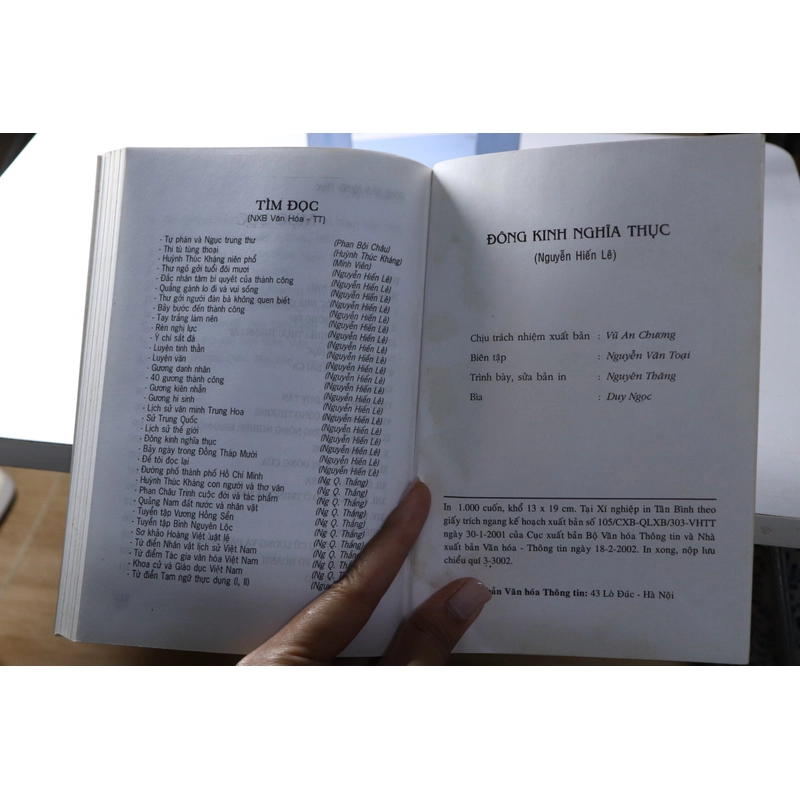 TÌM ĐỌC
(NXB Văn Hóa - TT)
- Tự phán và Ngục trung thư (Phan Bội Châu)
- Thi tù tùng thoại (Huỳnh Thúc Kháng)
- Huỳnh Thúc Kháng niên phổ (Minh Viên)
- Thư ngỏ gởi tuổi đôi mươi (Nguyễn Hiến Lê)
- Đắc nhân tâm bí quyết của thành công (Nguyễn Hiến Lê)
- Quẳng gánh lo đi và vui sống (Nguyễn Hiến Lê)
- Thư gởi người đàn bà không quen biết (Nguyễn Hiến Lê)
- Bảy bước đến thành công (Nguyễn Hiến Lê)
- Tay trắng làm nên (Nguyễn Hiến Lê)
- Rèn nghị lực (Nguyễn Hiến Lê)
- Ý chí sắt đá (Nguyễn Hiến Lê)
- Luyện tinh thần (Nguyễn Hiến Lê)
- Luyện văn (Nguyễn Hiến Lê)
- Gương danh nhân (Nguyễn Hiến Lê)
- 40 gương thành công (Nguyễn Hiến Lê)
- Gương kiên nhẫn (Nguyễn Hiến Lê)
- Gương hi sinh (Nguyễn Hiến Lê)
- Lịch sử văn minh Trung Hoa (Nguyễn Hiến Lê)
- Sử Trung Quốc (Nguyễn Hiến Lê)
- Lịch sử thế giới (Nguyễn Hiến Lê)
- Đông kinh nghĩa thục (Nguyễn Hiến Lê)
- Bảy ngày trong Đồng Tháp Mười (Nguyễn Hiến Lê)
- Để tôi đọc lại (Nguyễn Hiến Lê)
- Đường phố thành phố Hồ Chí Minh (Ng Q. Thắng)
- Huỳnh Thúc Kháng con người và thơ văn (Ng Q. Thắng)
- Phan Châu Trinh cuộc đời và tác phẩm (Ng Q. Thắng)
- Quảng Nam đất nước và nhân vật (Ng Q. Thắng)
- Tuyển tập Vương Hồng Sển (Ng Q. Thắng)
- Tuyển tập Bình Nguyên Lộc (Ng Q. Thắng)
- Sơ khảo Hoàng Việt luật lệ (Ng Q. Thắng)
- Từ điển Nhân vật lịch sử Việt Nam (Ng Q. Thắng)
- Từ điểm Tác gia văn hóa Việt Nam (Ng Q. Thắng)
- Khoa cử và Giáo dục Việt Nam (Ng Q. Thắng)
- Từ điển Tam ngữ thực dụng (I, II) (Nguyễn
ĐÔNG KINH NGHĨA THỤC
(Nguyễn Hiến Lê)
Chịu trách nhiệm xuất bản : Vũ An Chương
Biên tập : Nguyễn Văn Toại
Trình bày, sửa bản in : Nguyên Thăng
Bìa : Duy Ngọc
In 1.000 cuốn, khổ 13 x 19 cm. Tại Xí nghiệp in Tân Bình theo
giấy trích ngang kế hoạch xuất bản số 105/CXB-QLXB/303-VHTT
ngày 30-1-2001 của Cục xuất bản Bộ Văn hóa Thông tin và Nhà
xuất bản Văn hóa - Thông tin ngày 18-2-2002. In xong, nộp lưu
chiểu quí 3-3002.
bản Văn hóa Thông tin: 43 Lò Đúc - Hà Nội